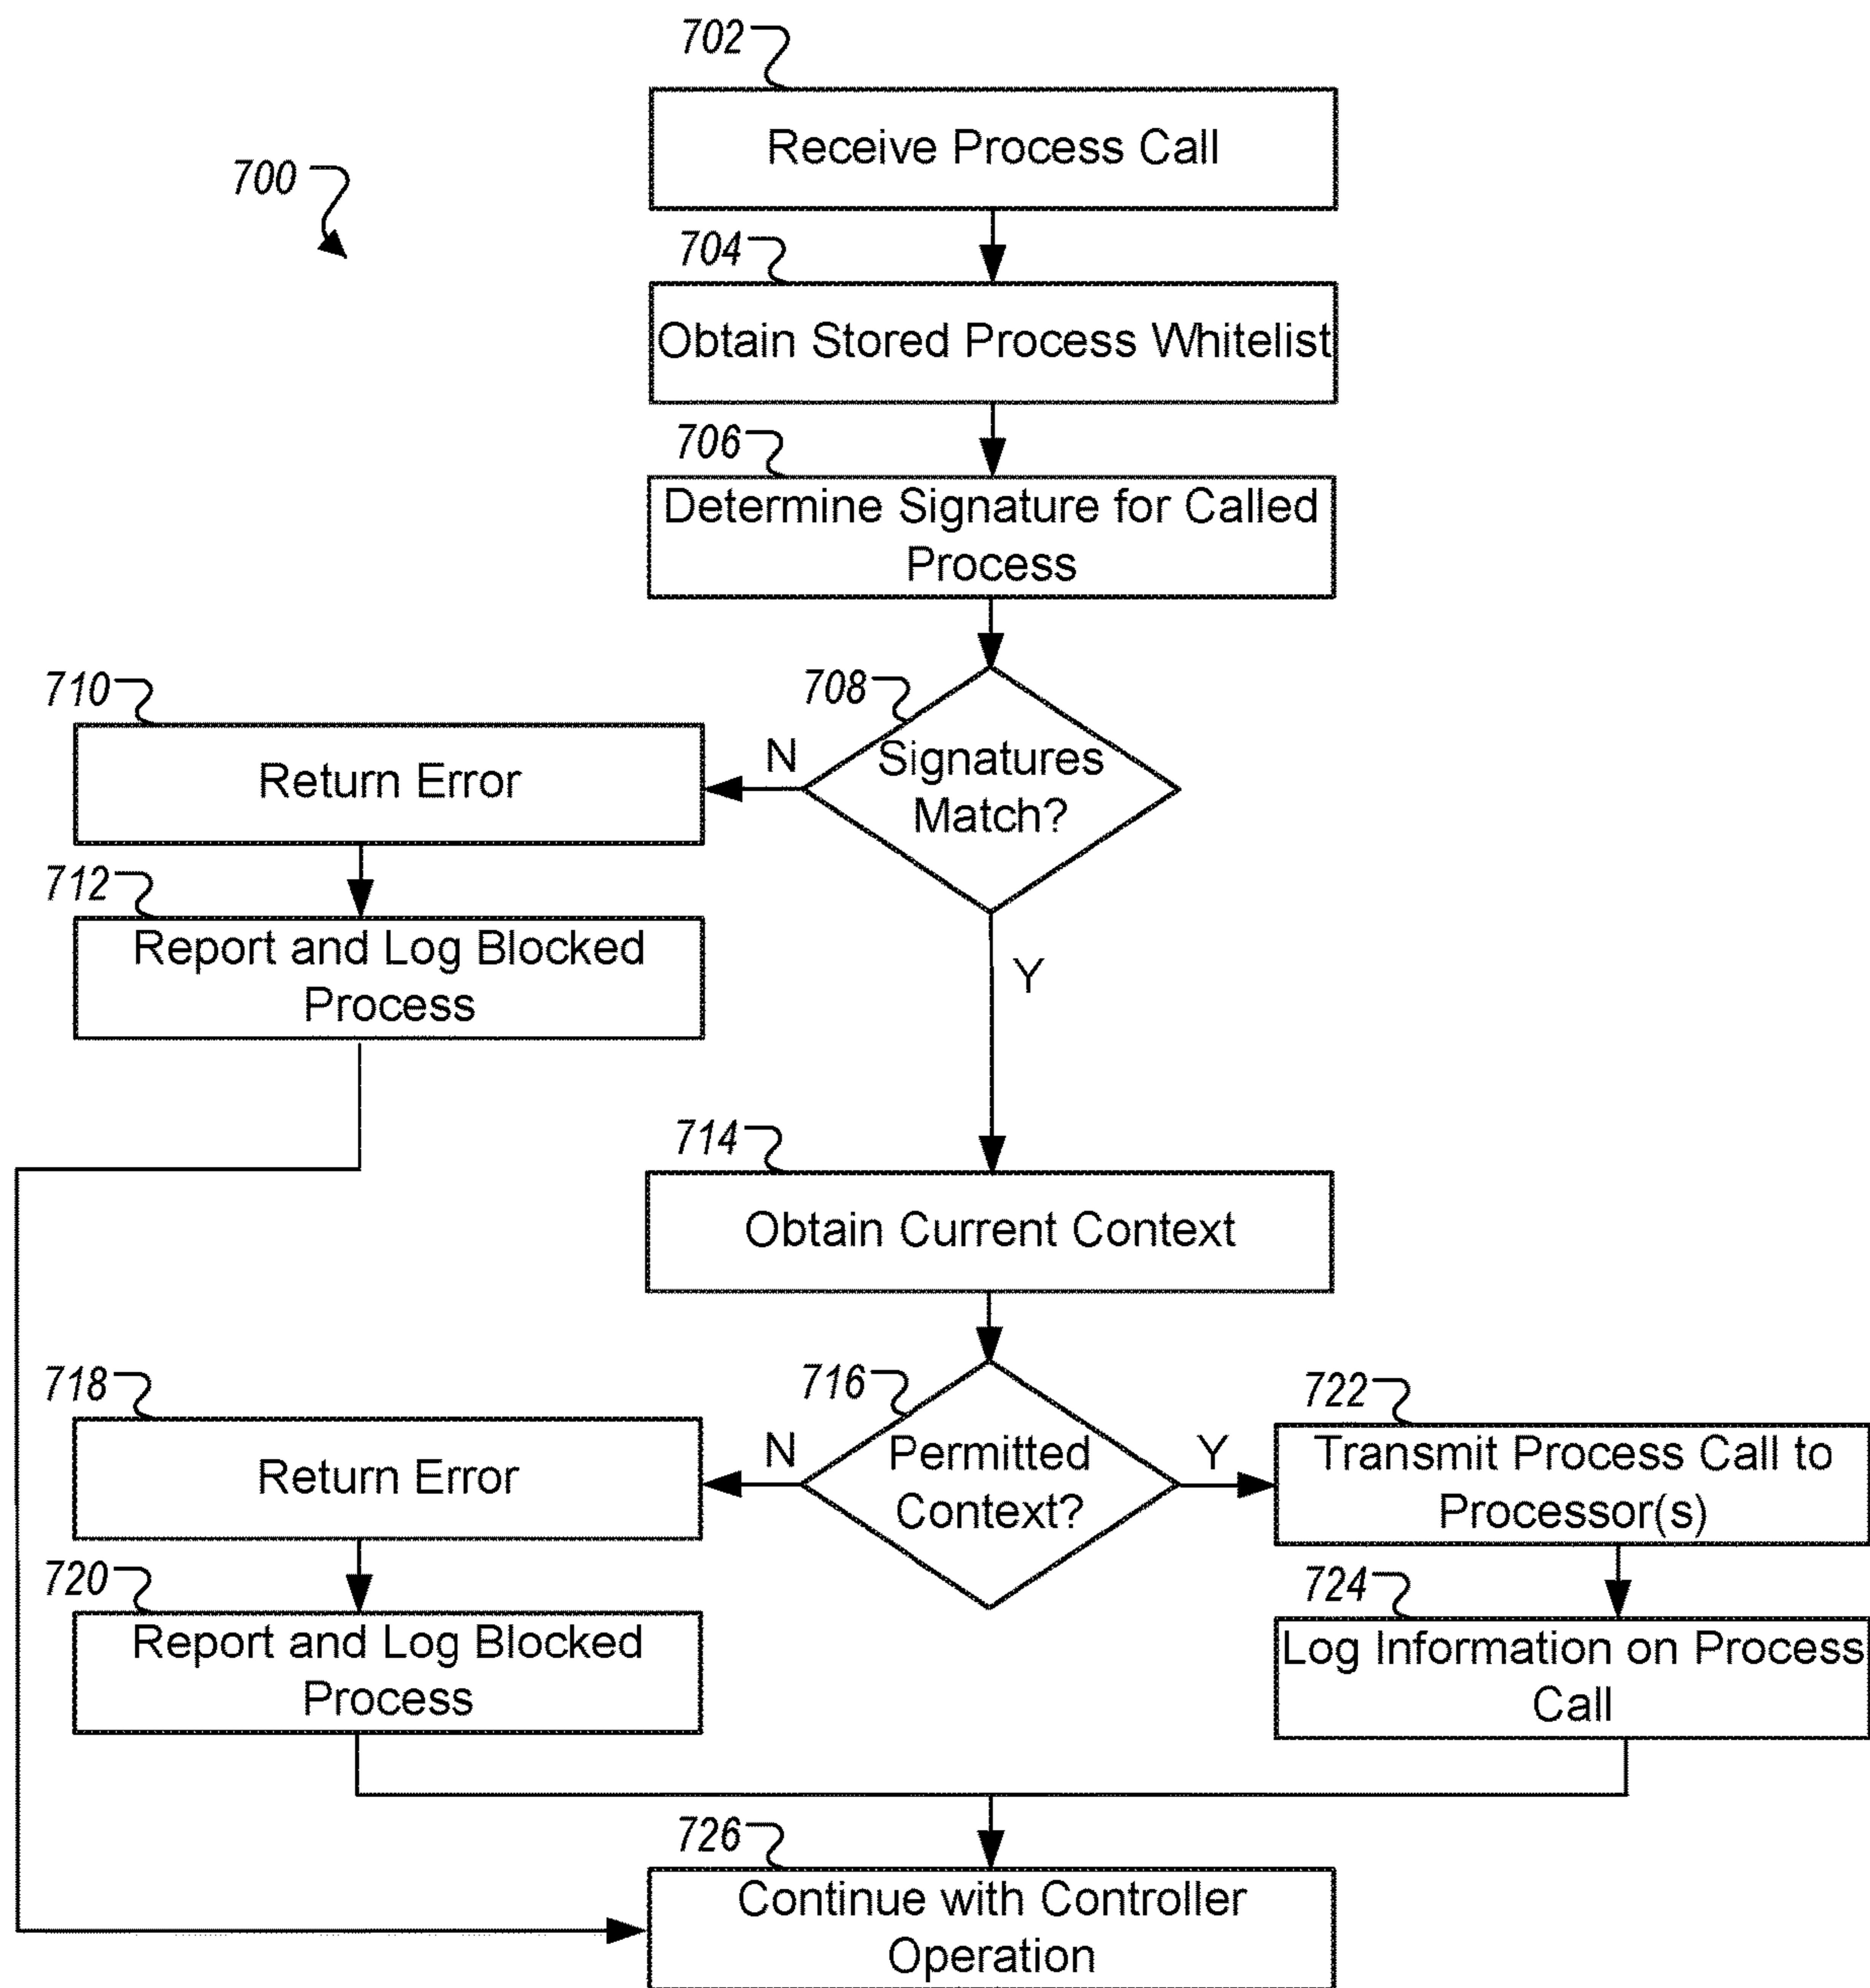 702
Receive Process Call
700
704
Obtain Stored Process Whitelist
706
Determine Signature for Called
Process
708
Signatures
Match?
N
Y
710
Return Error
712
Report and Log Blocked
Process
714
Obtain Current Context
716
Permitted
Context?
N
Y
718
Return Error
720
Report and Log Blocked
Process
722
Transmit Process Call to
Processor(s)
724
Log Information on Process
Call
726
Continue with Controller
Operation